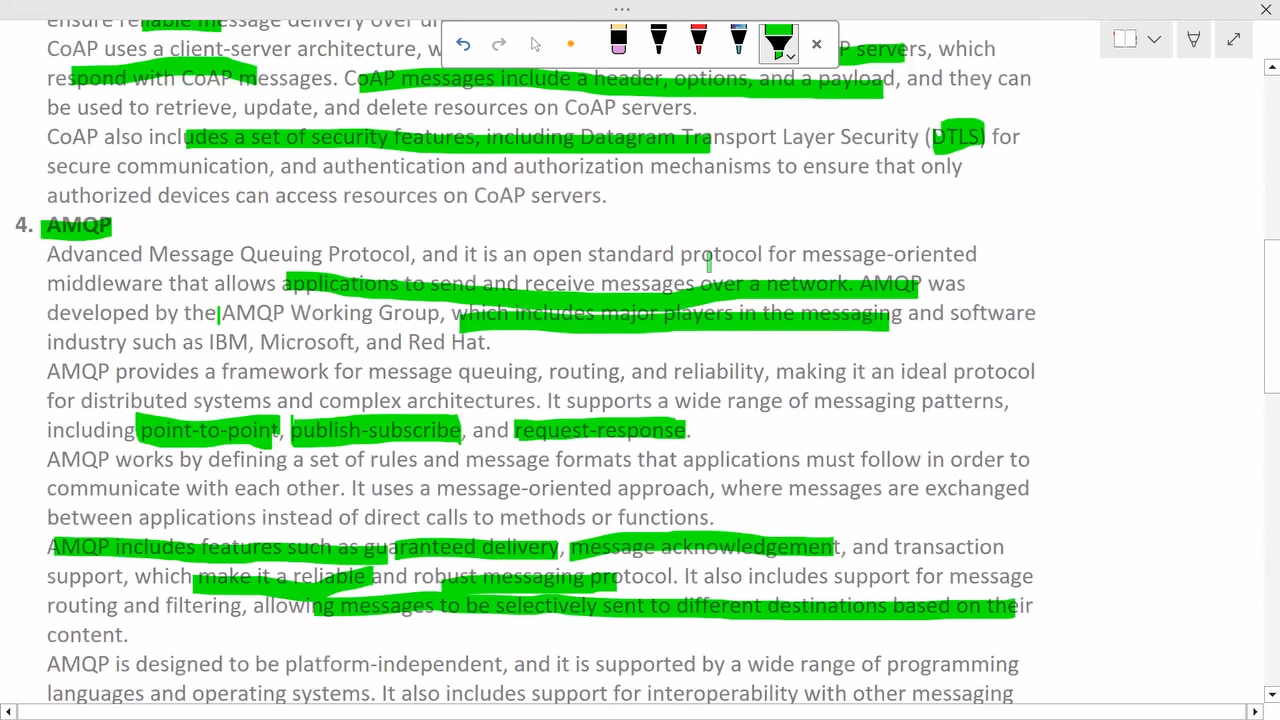 ensure reliable message delivery over
CoAP uses a client-server architecture, servers, which
respond with CoAP messages. CoAP messages include a header, options, and a payload, and they can
be used to retrieve, update, and delete resources on CoAP servers.
CoAP also includes a set of security features, including Datagram Transport Layer Security (DTLS) for
secure communication, and authentication and authorization mechanisms to ensure that only
authorized devices can access resources on CoAP servers.
4. AMQP
Advanced Message Queuing Protocol, and it is an open standard protocol for message-oriented
middleware that allows applications to send and receive messages over a network. AMQP was
developed by the AMQP Working Group, which includes major players in the messaging and software
industry such as IBM, Microsoft, and Red Hat.
AMQP provides a framework for message queuing, routing, and reliability, making it an ideal protocol
for distributed systems and complex architectures. It supports a wide range of messaging patterns,
including point-to-point, publish-subscribe, and request-response.
AMQP works by defining a set of rules and message formats that applications must follow in order to
communicate with each other. It uses a message-oriented approach, where messages are exchanged
between applications instead of direct calls to methods or functions.
AMQP includes features such as guaranteed delivery, message acknowledgement, and transaction
support, which make it a reliable and robust messaging protocol. It also includes support for message
routing and filtering, allowing messages to be selectively sent to different destinations based on their
content.
AMQP is designed to be platform-independent, and it is supported by a wide range of programming
languages and operating systems. It also includes support for interoperability with other messaging